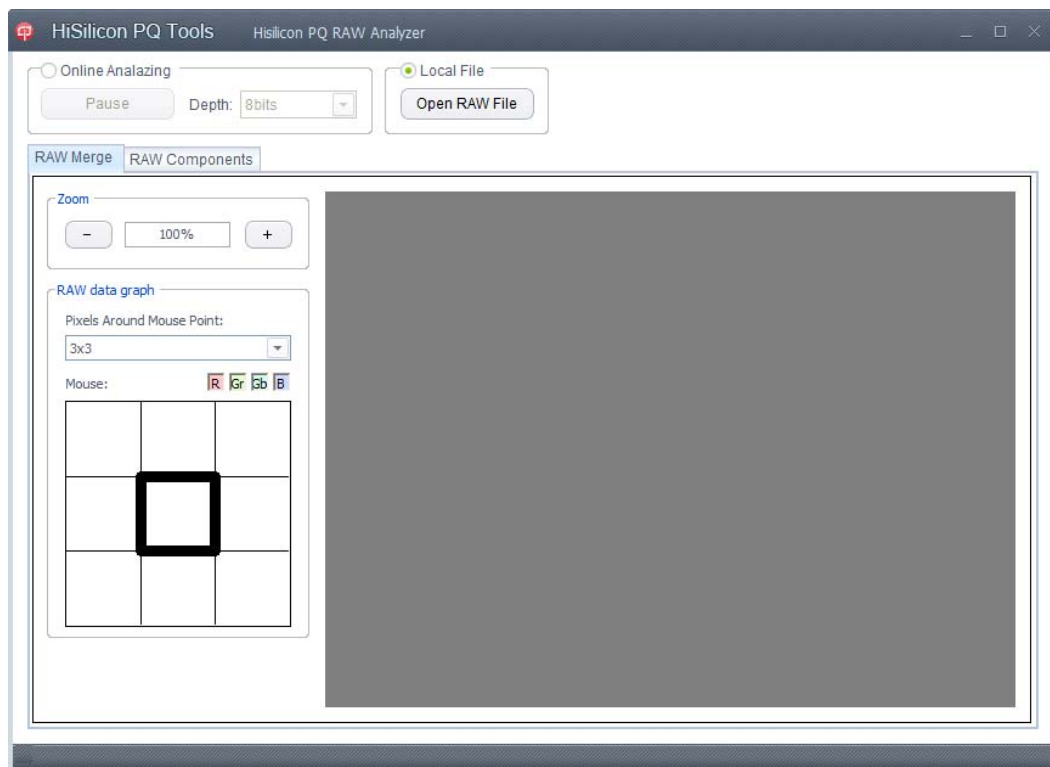 HiSilicon PQ Tools Hisilicon PQ RAW Analyzer
Online Analazing
Local File
Pause
Depth:
8bits
Open RAW File
RAW Merge
RAW Components
Zoom
-
100%
+
RAW data graph
Pixels Around Mouse Point:
3x3
Mouse:
R Gr Gb B